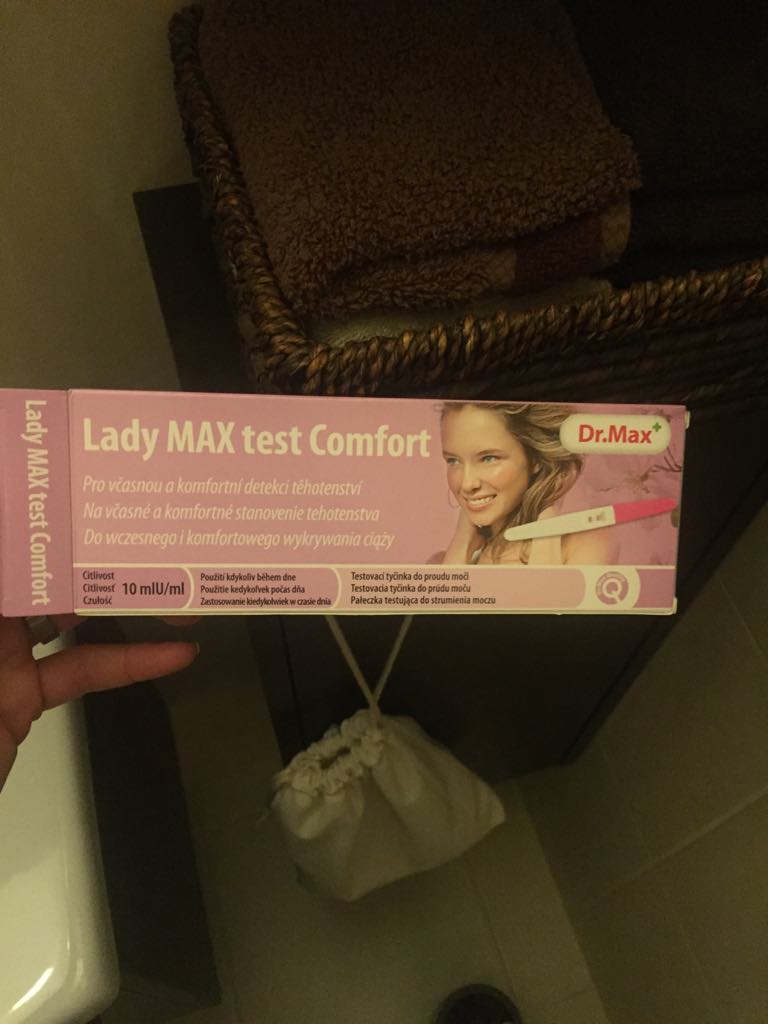 Lady MAX test Comfort
Lady MAX test Comfort
Dr.Max+
Pro včasnou a komfortní detekci těhotenství
Na včasné a komfortné stanovenie tehotenstva
Do wczesnego i komfortowego wykrywania ciąży
Citlivost
Citlivosť
Czułość
10 mIU/ml
Použití kdykoliv během dne
Použitie kedykoľvek počas dňa
Zastosowanie kiedykolwiek w czasie dnia
Testovací tyčinka do proudu moči
Testovacia tyčinka do prúdu moču
Pałeczka testująca do strumienia moczu
Q